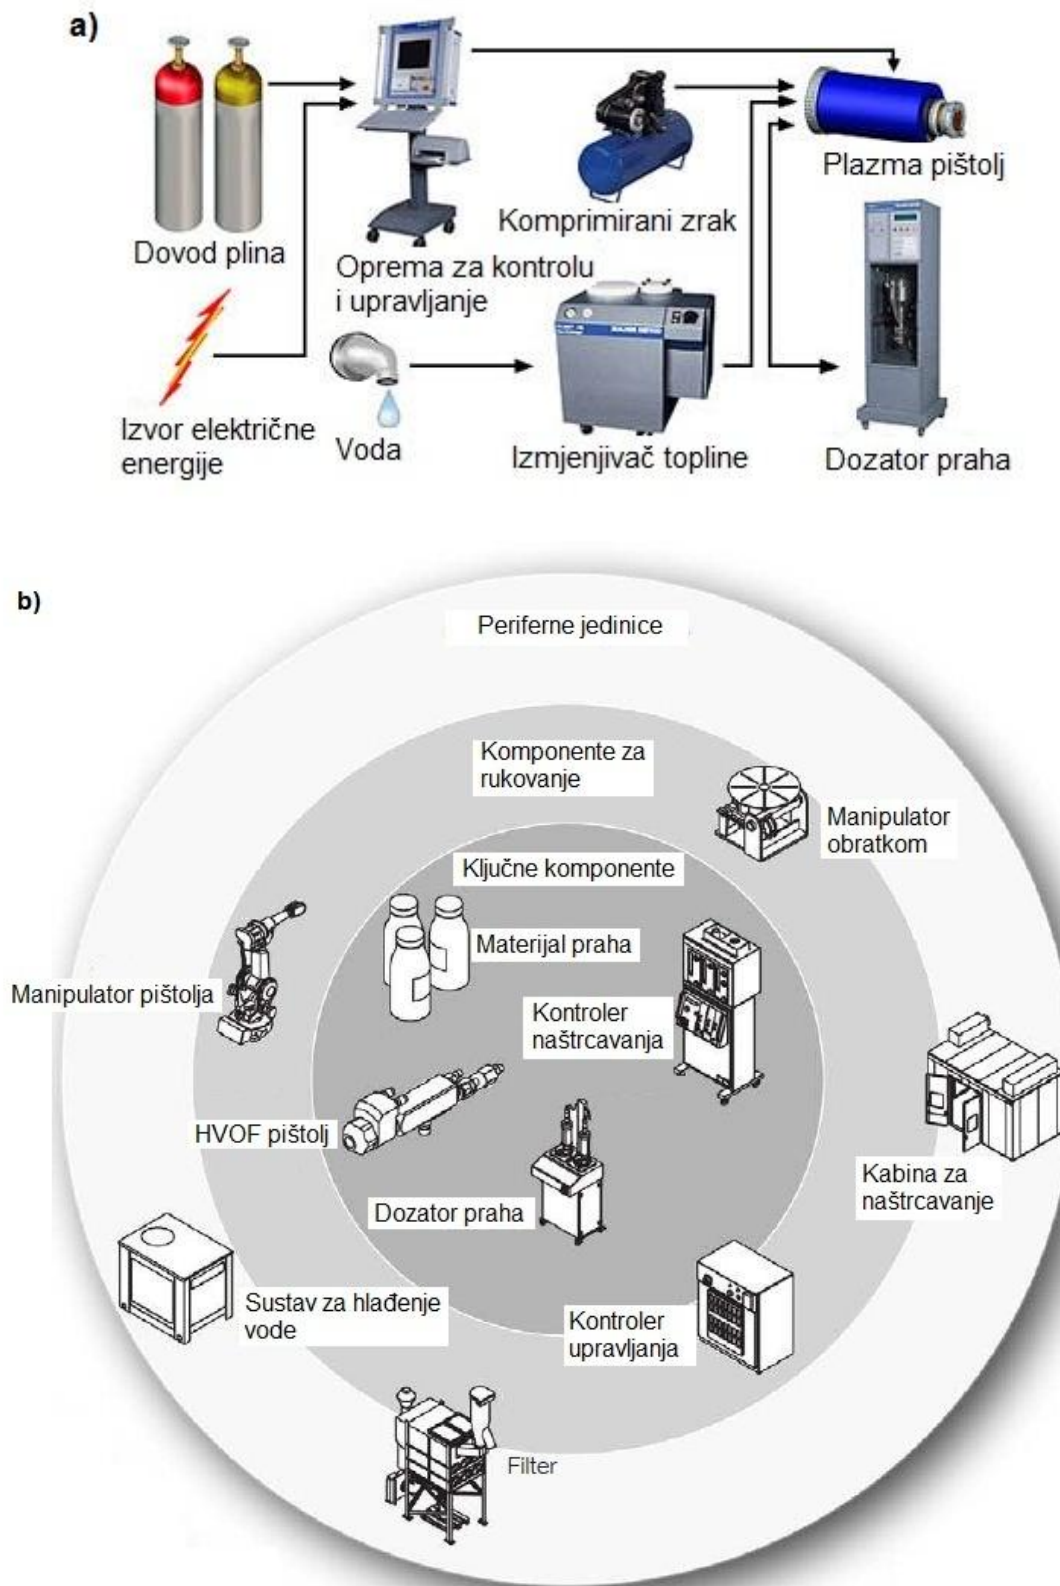 a)
Dovod plina
Oprema za kontrolu
i upravljanje
Komprimirani zrak
Plazma pištolj
Izvor električne
energije
Voda
Izmjenjivač topline
Dozator praha
b)
Periferne jedinice
Komponente za
rukovanje
Manipulator
obratkom
Ključne komponente
Materijal praha
Manipulator pištolja
Kontroler
naštrcavanja
HVOF pištolj
Kabina za
naštrcavanje
Dozator praha
Sustav za hlađenje
vode
Kontroler
upravljanja
Filter